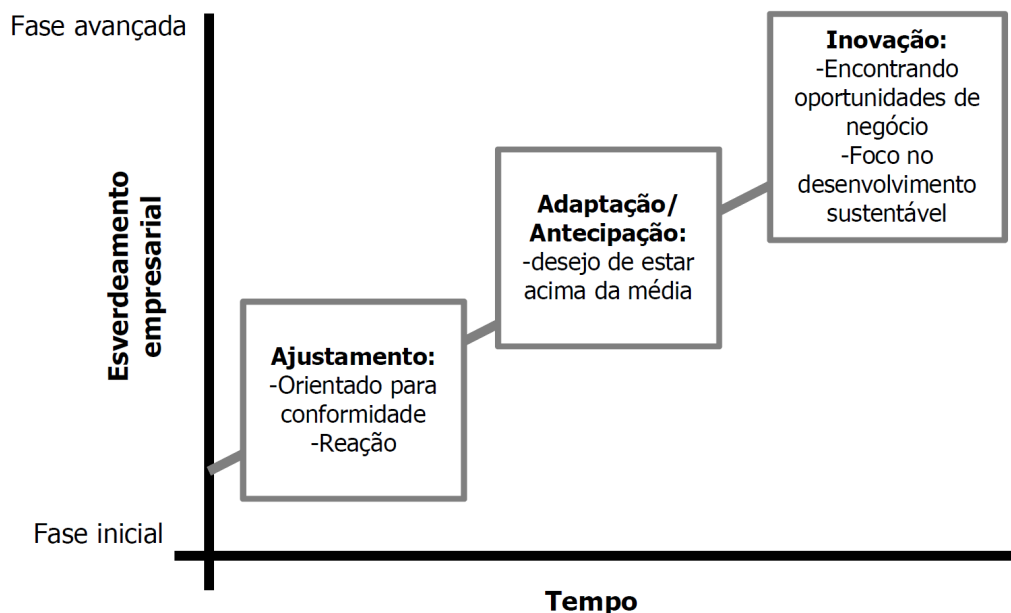 Fase avançada
Inovação:
-Encontrando
oportunidades de
negócio
-Foco no
desenvolvimento
sustentável
Adaptação/
Antecipação:
-desejo de estar
acima da média
Esverdeamento
empresarial
Ajustamento:
-Orientado para
conformidade
-Reação
Fase inicial
Tempo